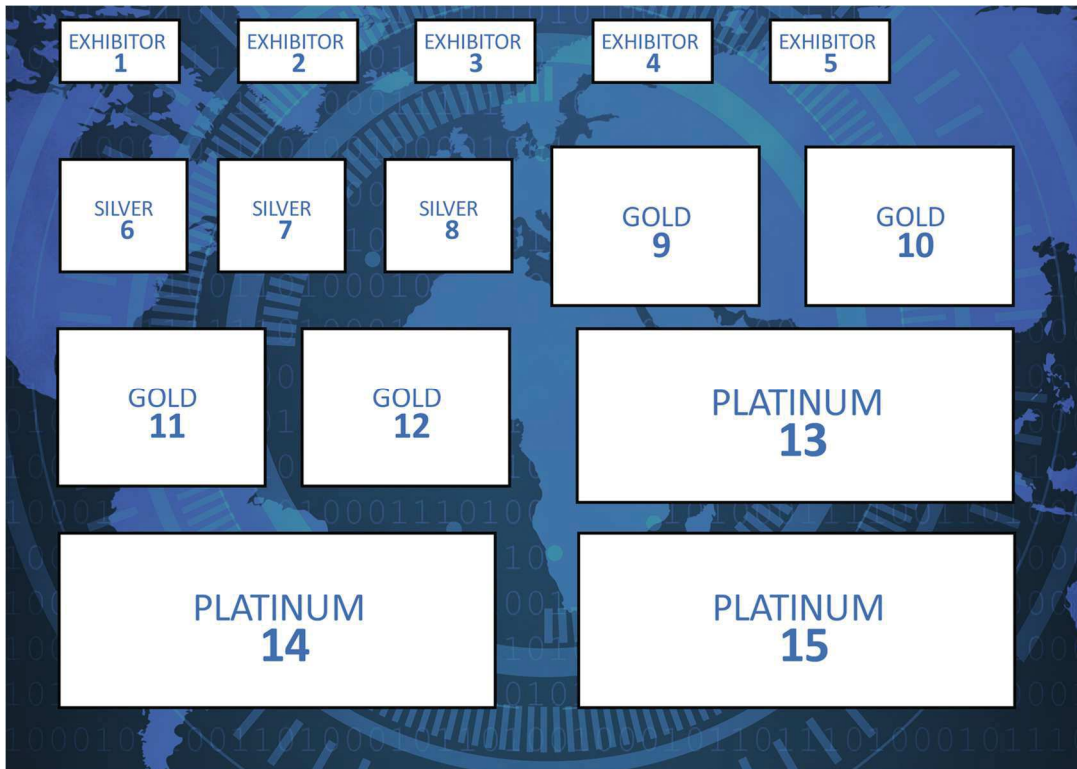 EXHIBITOR
1
EXHIBITOR
2
EXHIBITOR
3
EXHIBITOR
4
EXHIBITOR
5
SILVER
6
SILVER
7
SILVER
8
GOLD
9
GOLD
10
GOLD
11
GOLD
12
PLATINUM
13
PLATINUM
14
PLATINUM
15